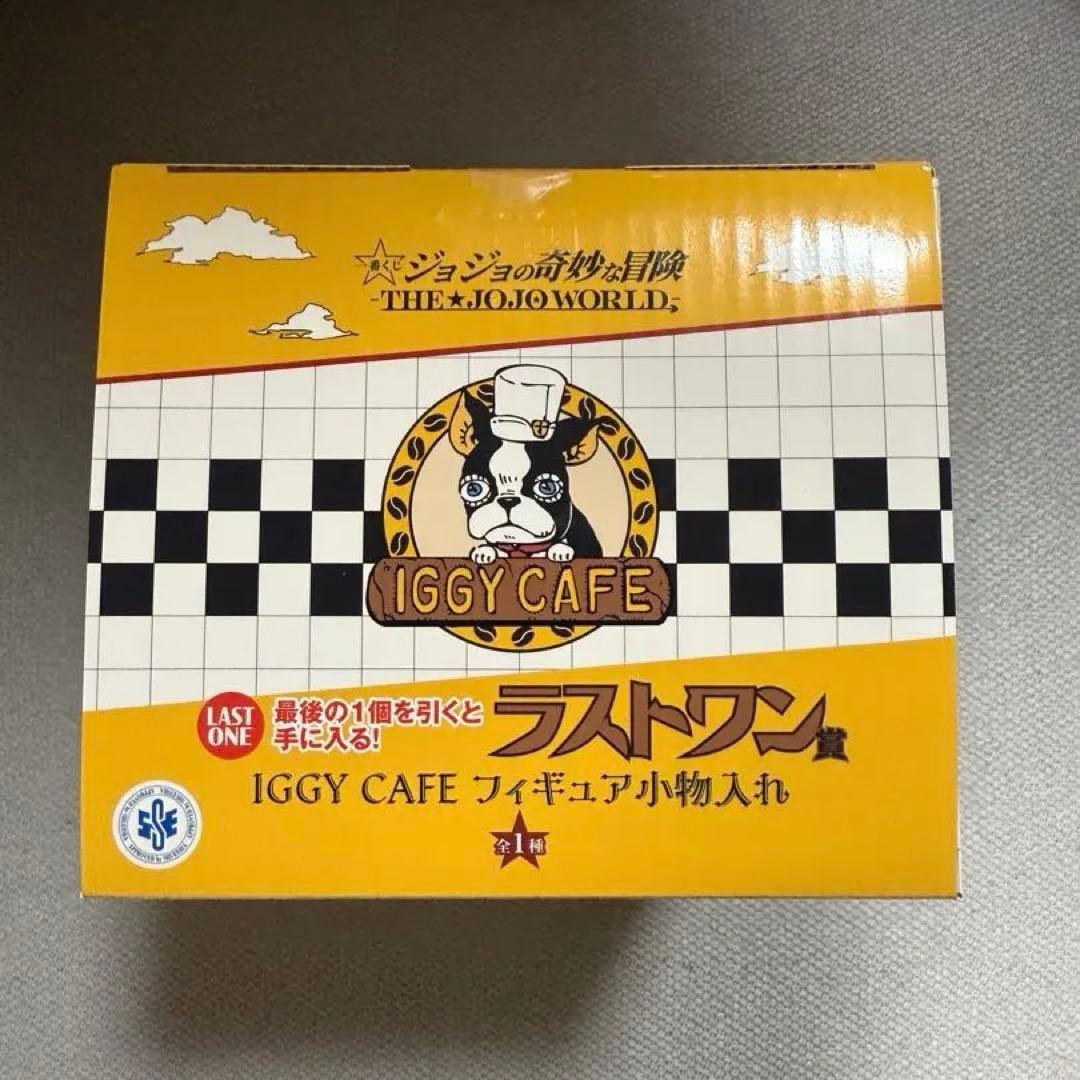 一番くじ ジョジョの奇妙な冒険
-THE★JOJO WORLD-
IGGY CAFE
LAST
ONE
最後の1個を引くと
手に入る!
ラストワン賞
IGGY CAFE フィギュア小物入れ
全1種